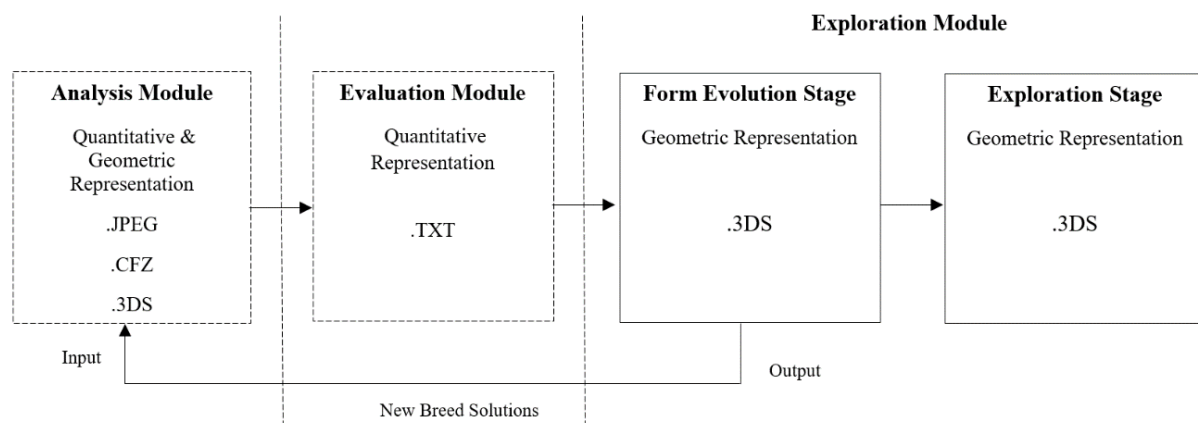 Exploration Module
Analysis Module
Quantitative &
Geometric
Representation
.JPEG
.CFZ
.3DS
Evaluation Module
Quantitative
Representation
.TXT
Form Evolution Stage
Geometric Representation
.3DS
Exploration Stage
Geometric Representation
.3DS
Input
Output
New Breed Solutions